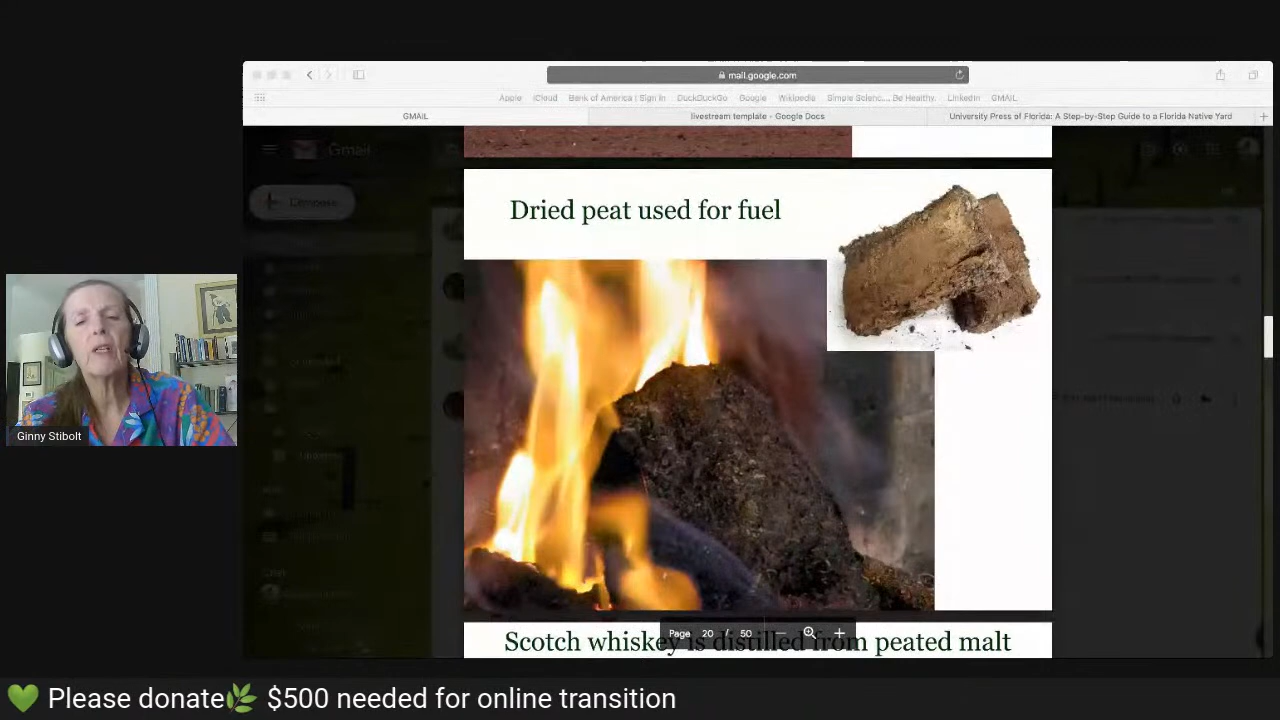 mail.google.com
Apple iCloud Bank of America | Sign In DuckDuckGo Google Wikipedia Simple Scienc.... Be Healthy. LinkedIn GMAIL
GMAIL
livestream template - Google Docs
University Press of Florida: A Step-by-Step Guide to a Florida Native Yard
Gmail
Compose
Dried peat used for fuel
Ginny Stibolt
Page 20 / 50
Scotch whiskey is distilled from peated malt
Please donate $500 needed for online transition